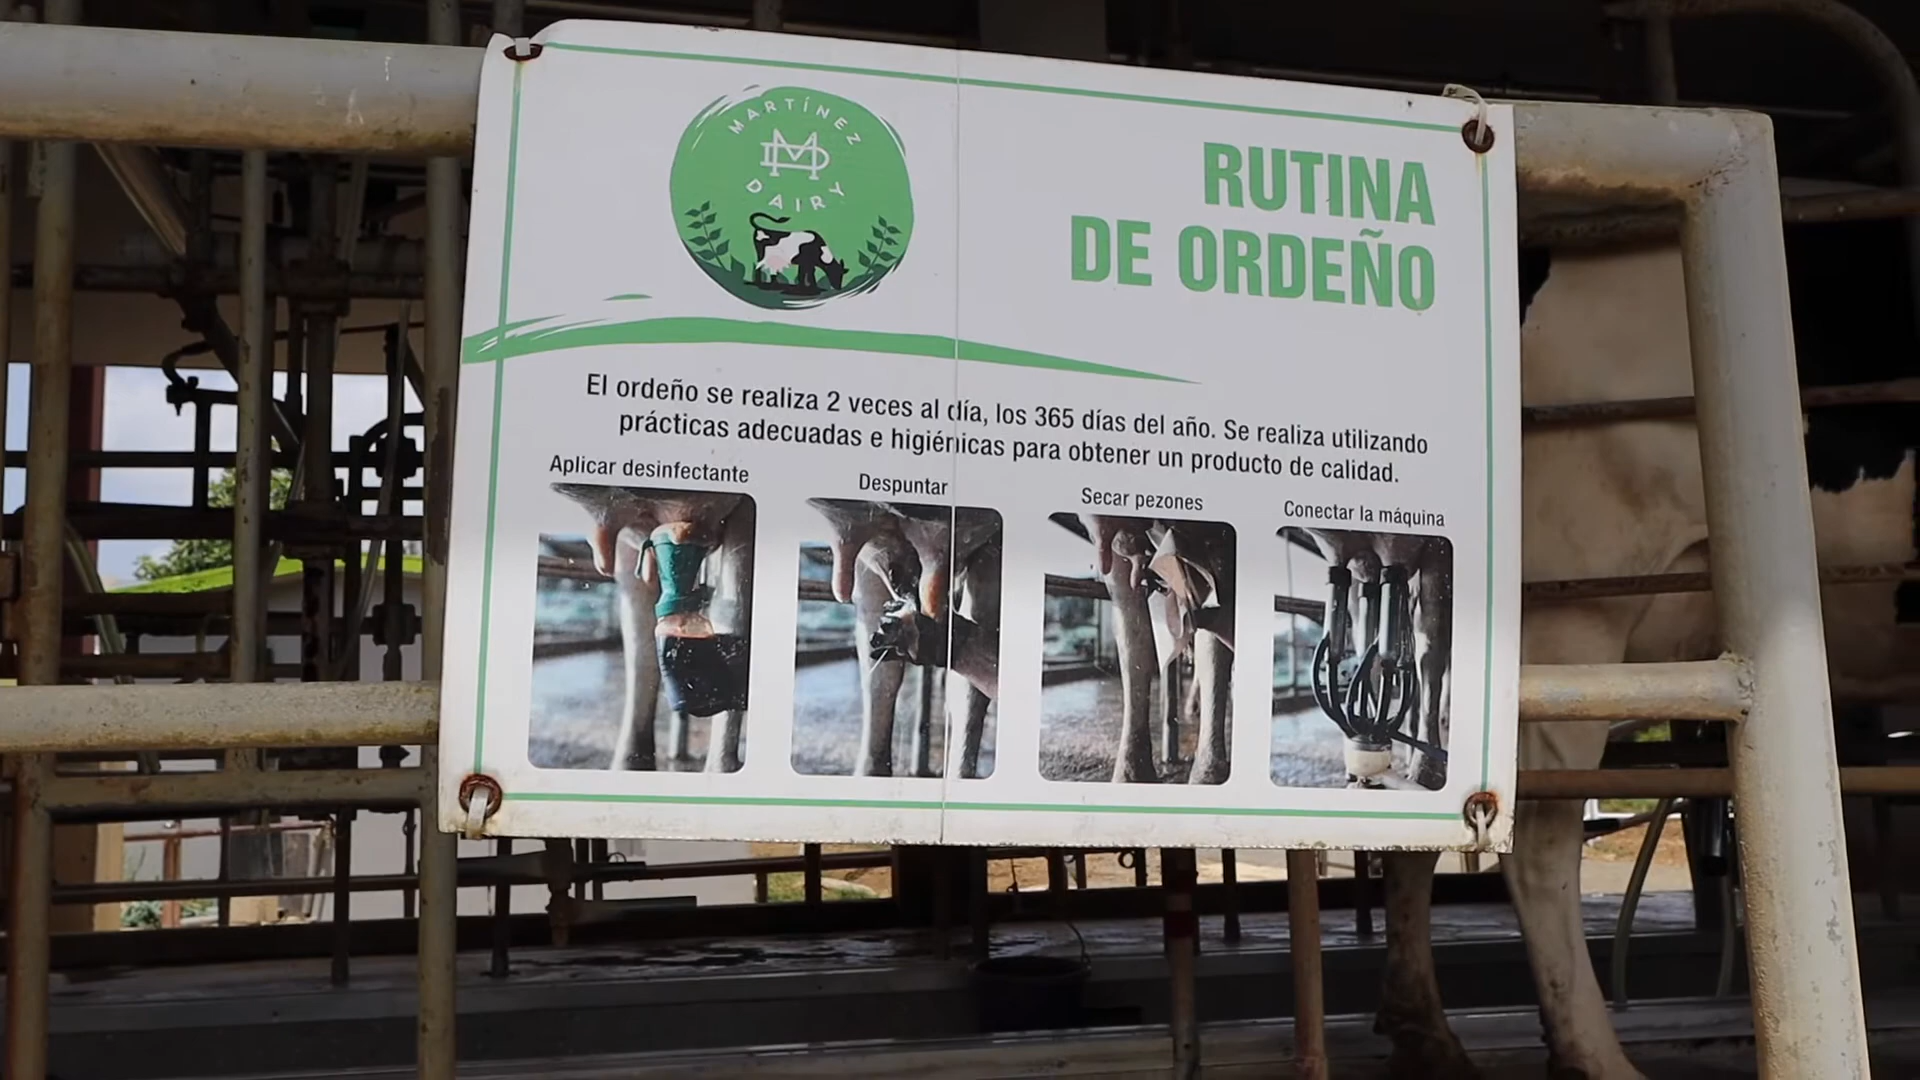 MARTÍNEZ
MD
DAIRY
RUTINA
DE ORDEÑO
El ordeño se realiza 2 veces al día, los 365 días del año. Se realiza utilizando
prácticas adecuadas e higiénicas para obtener un producto de calidad.
Aplicar desinfectante
Despuntar
Secar pezones
Conectar la máquina